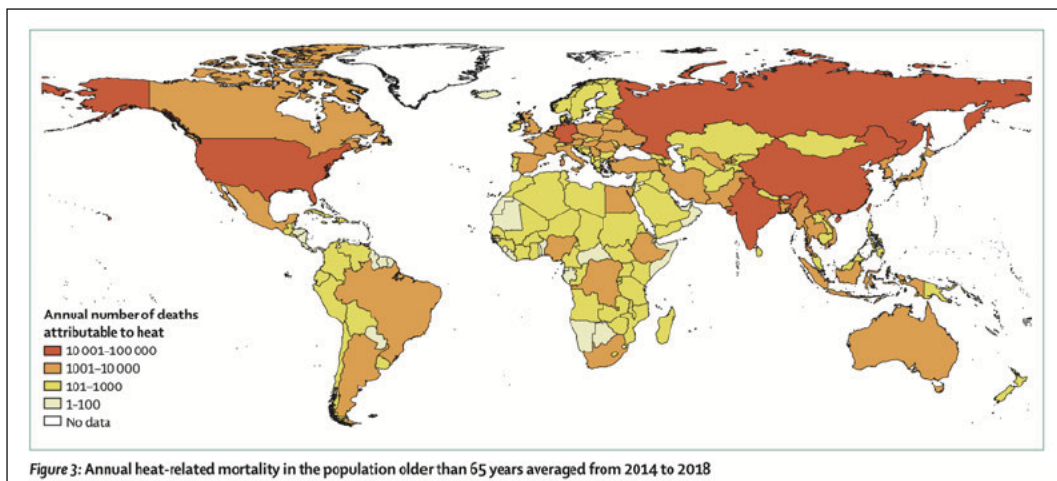 Annual number of deaths
attributable to heat
10 001–100 000
1001–10 000
101–1000
1–100
No data
Figure 3: Annual heat-related mortality in the population older than 65 years averaged from 2014 to 2018